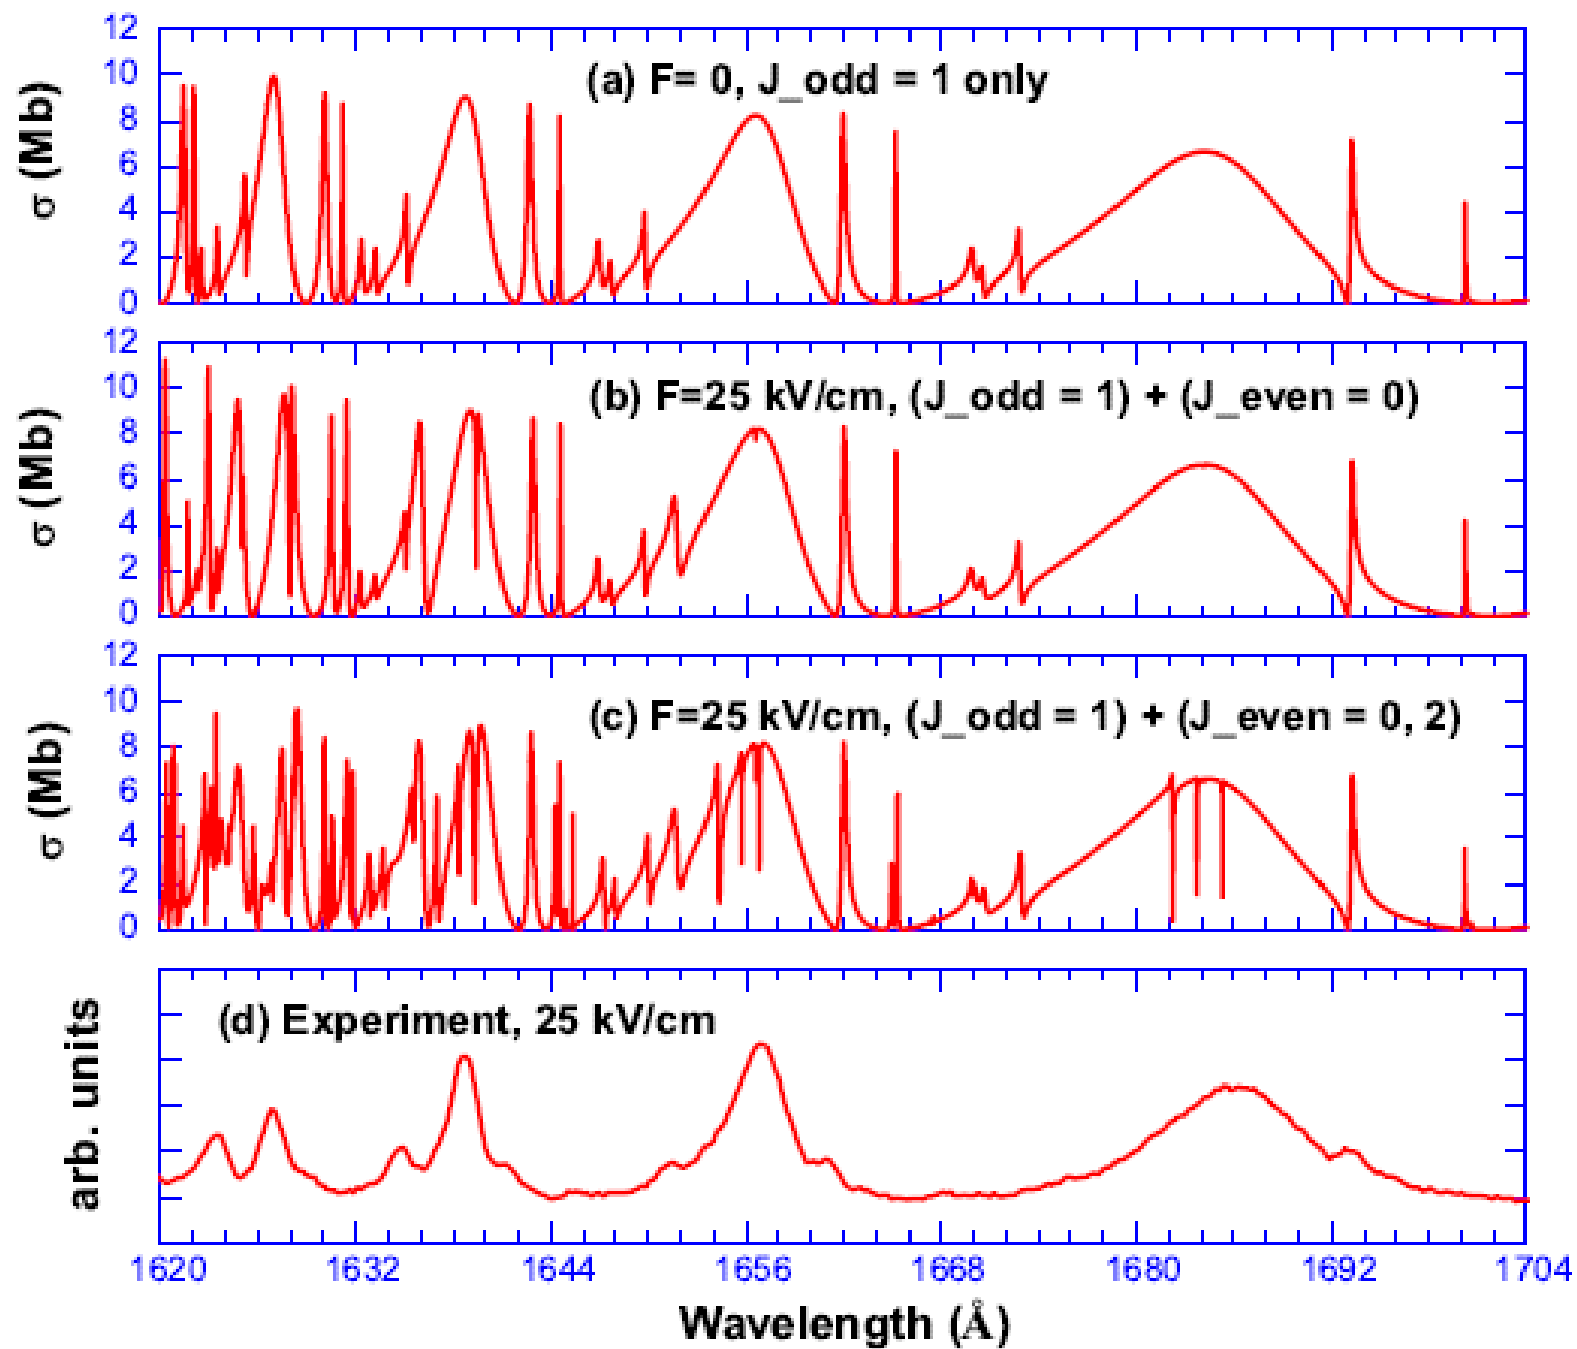 12
10
8
6
4
2
0
σ (Mb)
(a) F= 0, J_odd = 1 only
12
10
8
6
4
2
0
σ (Mb)
(b) F=25 kV/cm, (J_odd = 1) + (J_even = 0)
12
10
8
6
4
2
0
σ (Mb)
(c) F=25 kV/cm, (J_odd = 1) + (J_even = 0, 2)
arb. units
(d) Experiment, 25 kV/cm
1620 1632 1644 1656 1668 1680 1692 1704
Wavelength (Å)